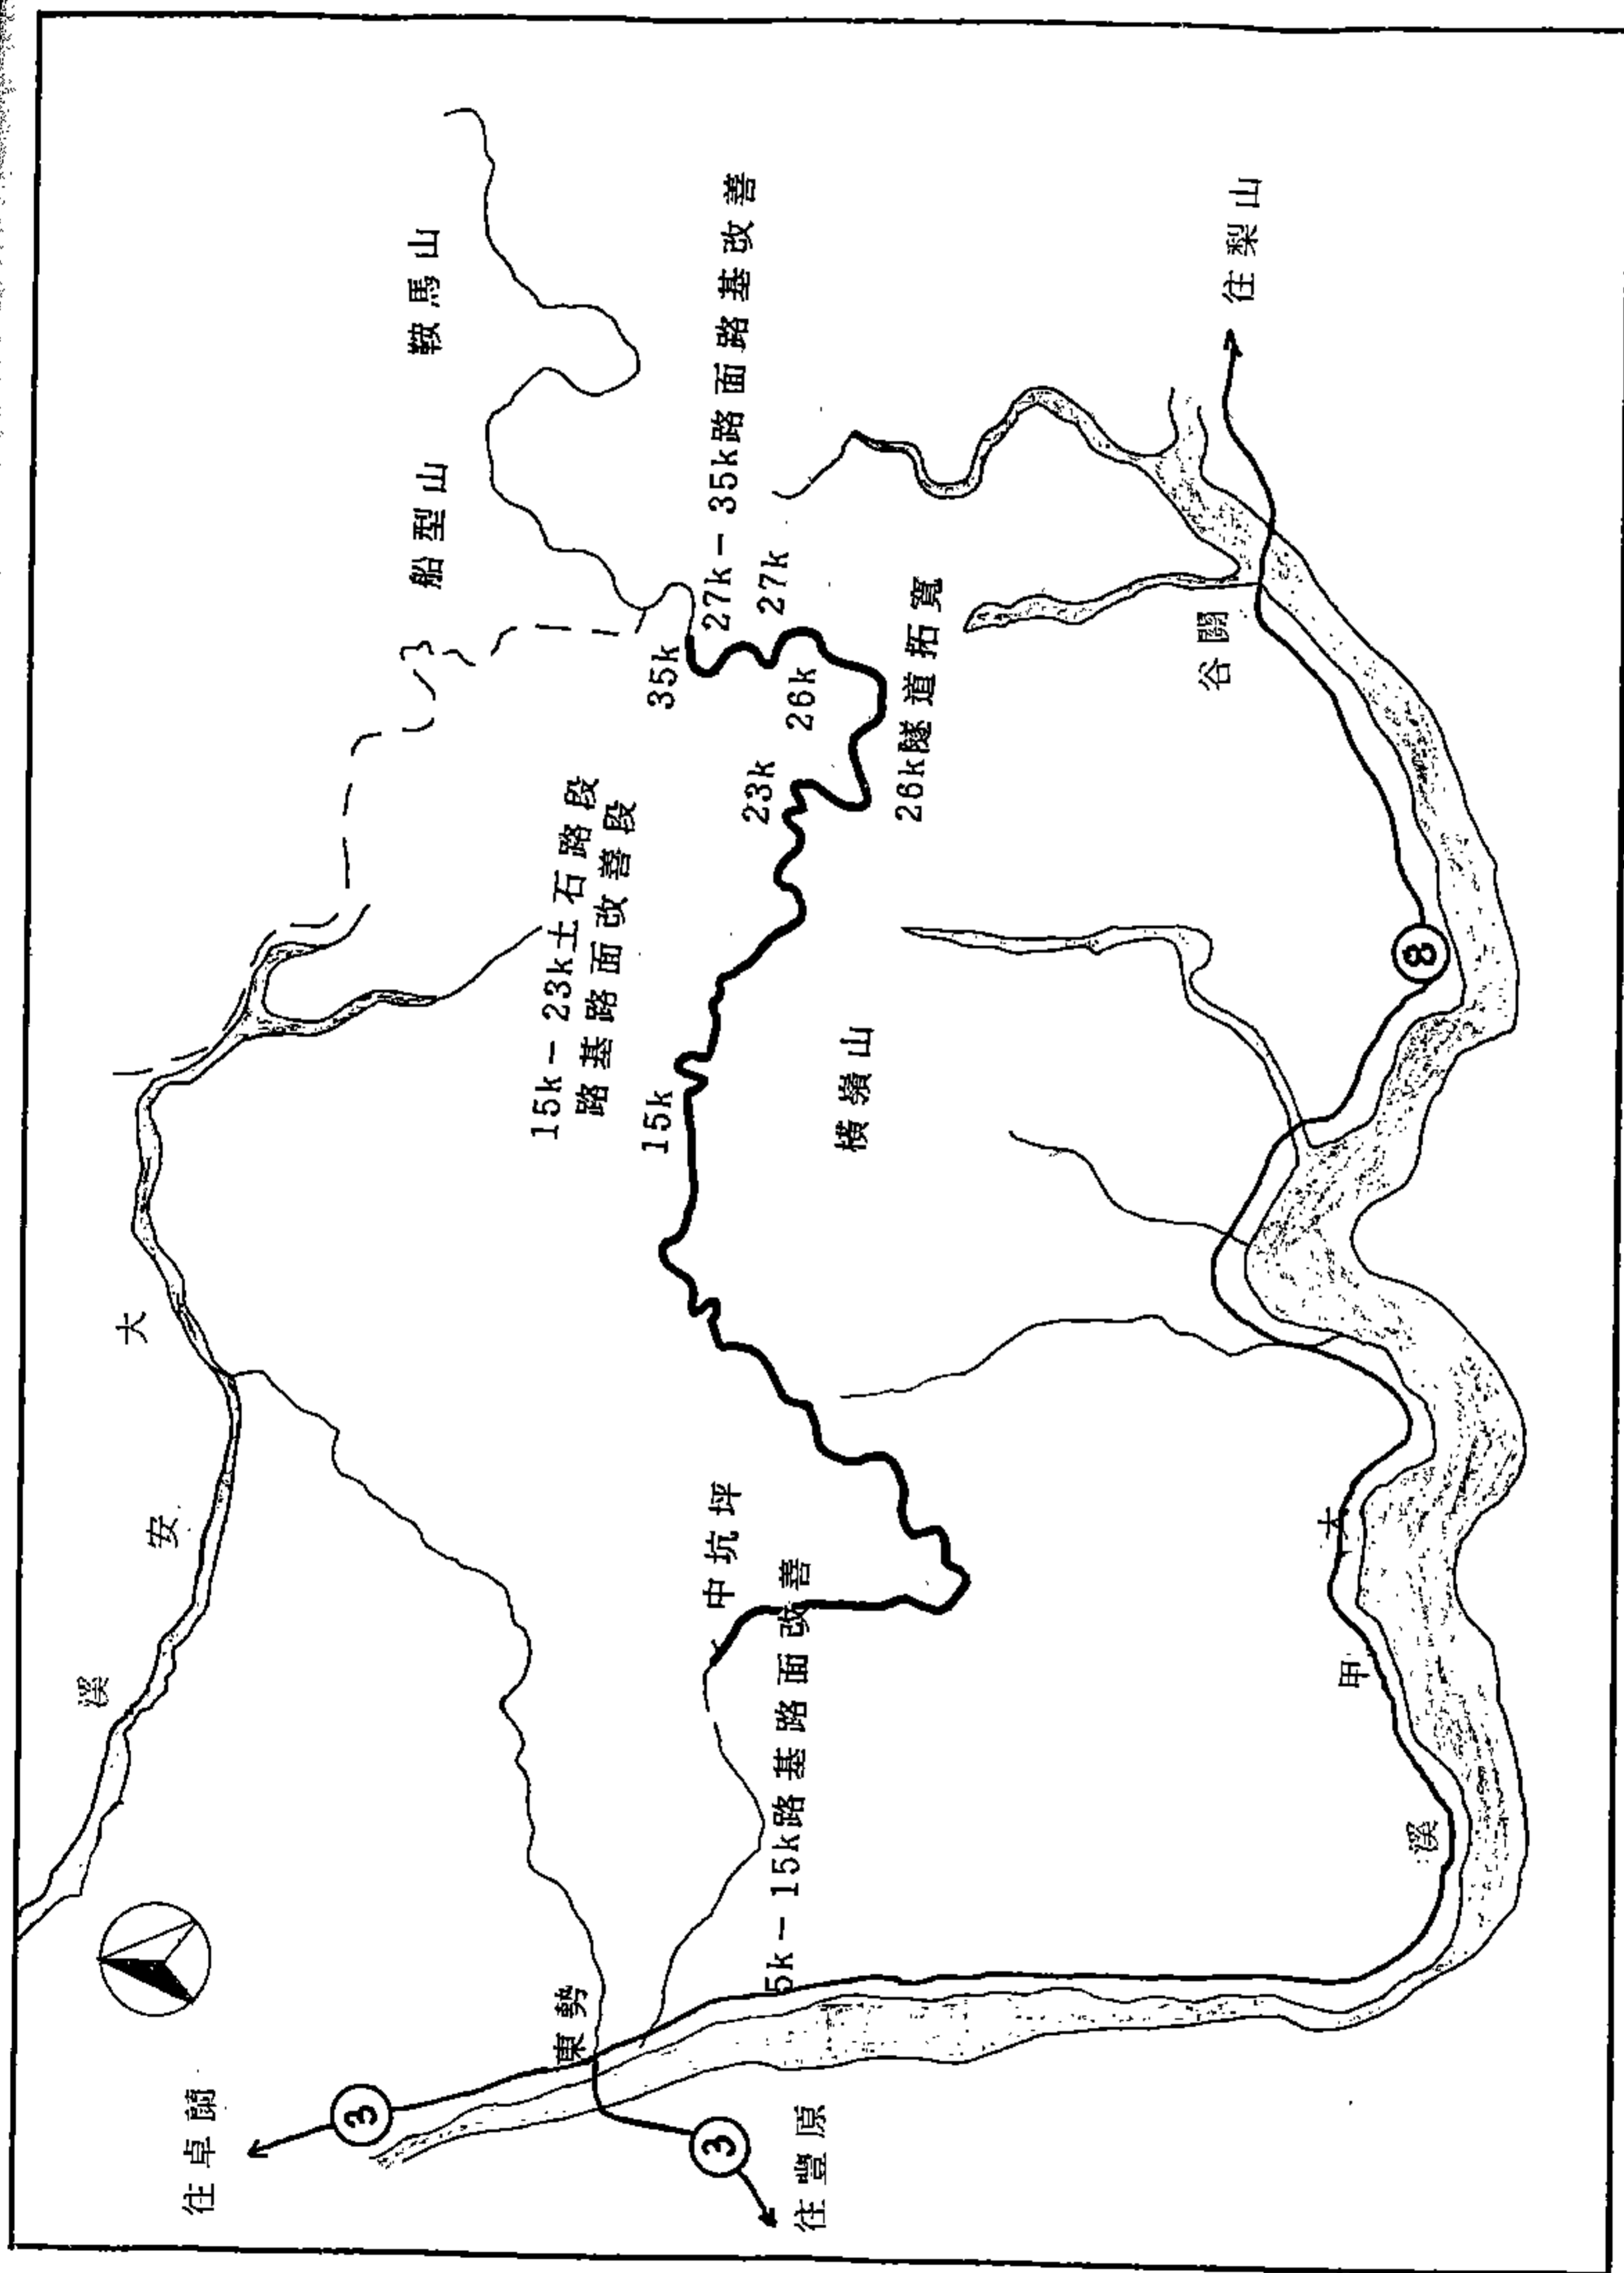 往卓蘭
3
東勢
3
往豐原
溪
安
大
中坑坪
5k-15k路基路面改善
15k-23k土石路段
路基路面改善段
15k
橫嶺山
23k
26k
26k隧道拓寬
27k
27k-35k路面路基改善
35k
船型山
鞍馬山
谷關
往梨山
8
大
甲
溪